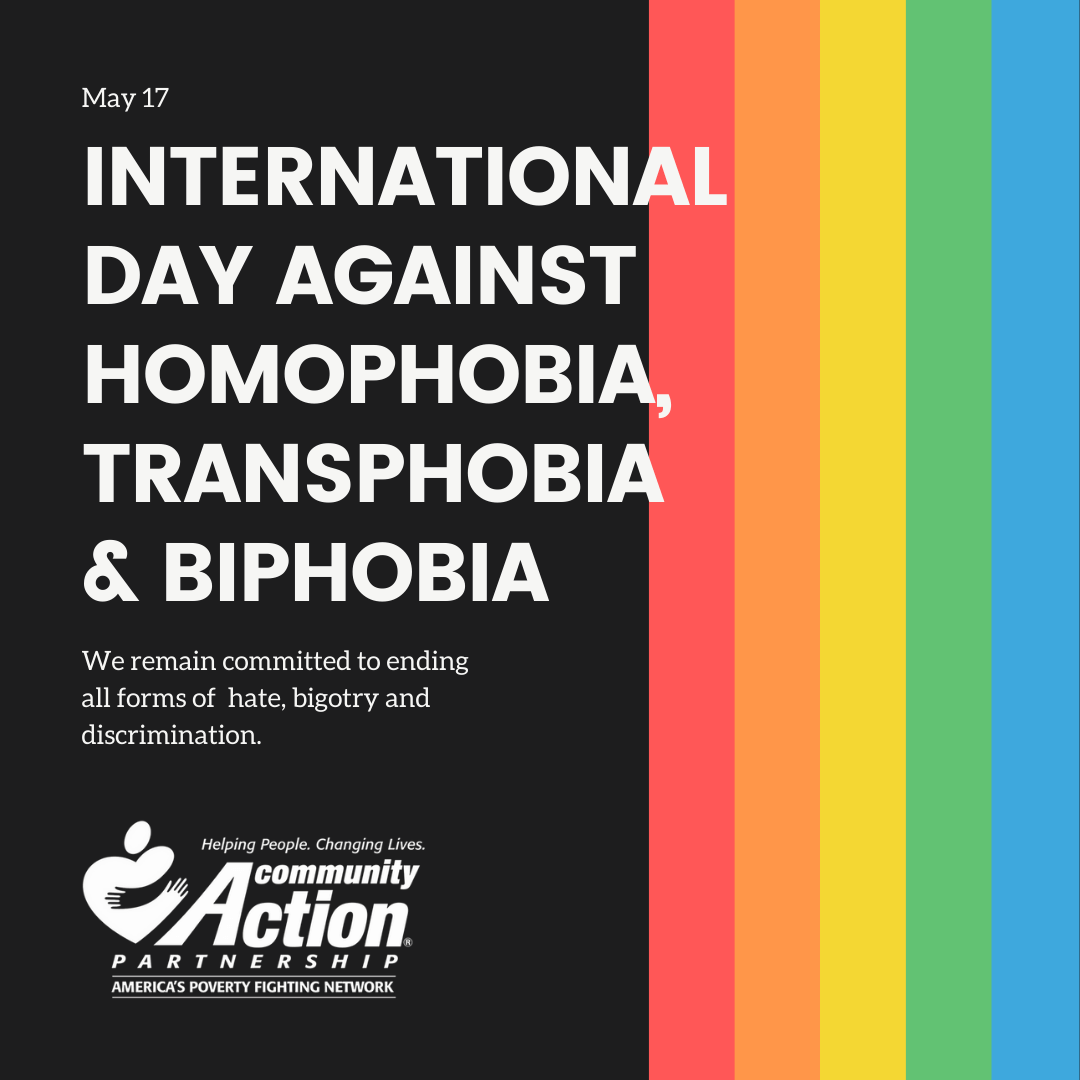 May 17
INTERNATIONAL
DAY AGAINST
HOMOPHOBIA,
TRANSPHOBIA
& BIPHOBIA
We remain committed to ending
all forms of  hate, bigotry and
discrimination.
Helping People. Changing Lives.
community
Action®
PARTNERSHIP
AMERICA'S POVERTY FIGHTING NETWORK